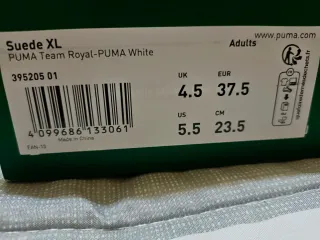 www.puma.com
Suede XL
Adults
PUMA Team Royal-PUMA White
395205 01
UK
EUR
4.5
37.5
US
CM
5.5
23.5
4 099686 133061
Made in China